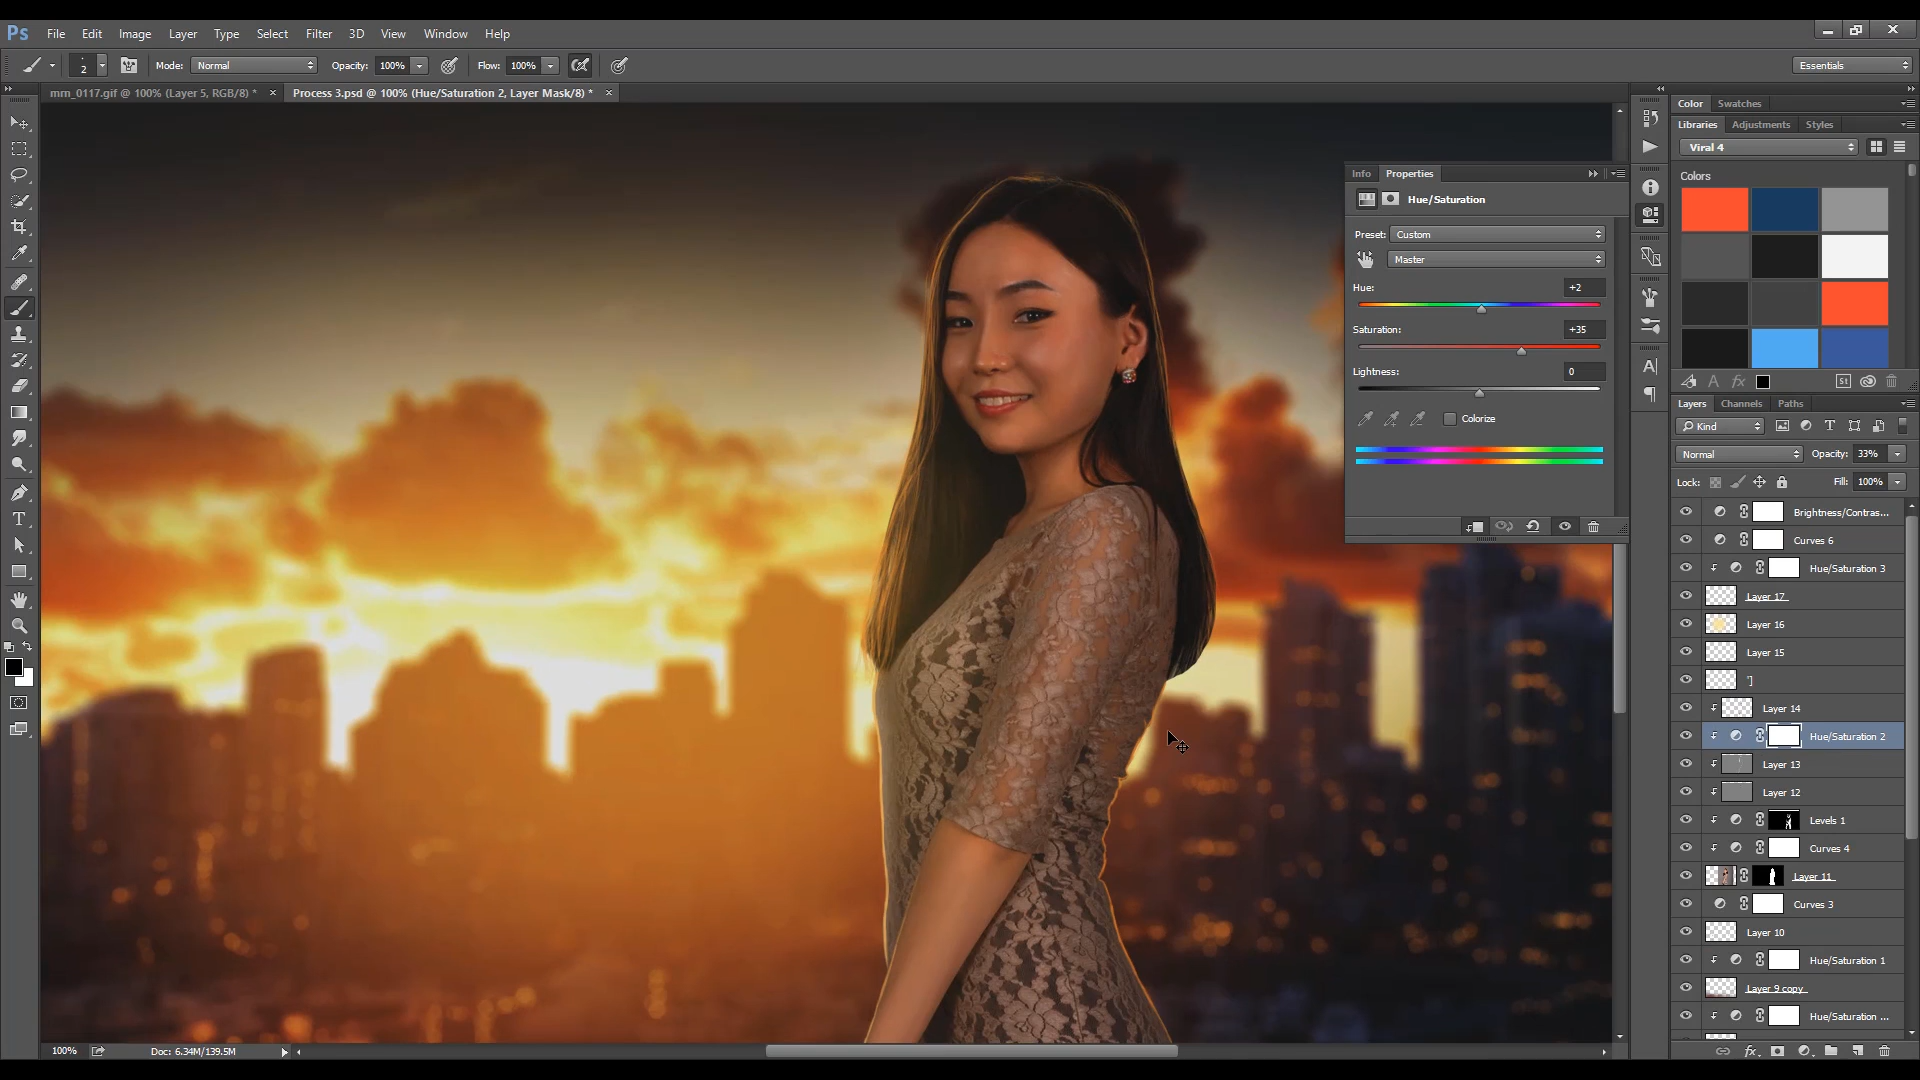 Ps File Edit Image Layer Type Select Filter 3D View Window Help
2 Mode: Normal Opacity: 100% Flow: 100% Essentials
mm_0117.gif @ 100% (Layer 5, RGB/8) * × Process 3.psd @ 100% (Hue/Saturation 2, Layer Mask/8) * ×
Color Swatches
Libraries Adjustments Styles
Viral 4
Colors
Info Properties
Hue/Saturation
Preset: Custom
Master
Hue: +2
Saturation: +35
Lightness: 0
Colorize
St
Layers Channels Paths
Kind
Normal Opacity: 33%
Lock: Fill: 100%
Brightness/Contras...
Curves 6
Hue/Saturation 3
Layer 17
Layer 16
Layer 15
']
Layer 14
Hue/Saturation 2
Layer 13
Layer 12
Levels 1
Curves 4
Layer 11
Curves 3
Layer 10
Hue/Saturation 1
Layer 9 copy
Hue/Saturation ...
fx
100% Doc: 6.34M/139.5M